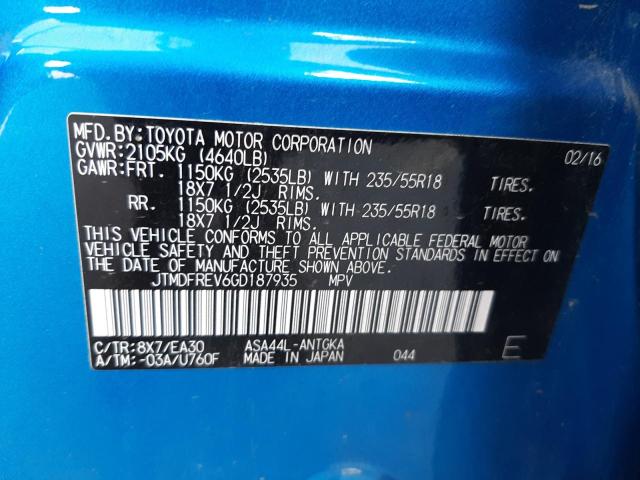 MFD.BY:TOYOTA MOTOR CORPORATION 02/16
GVWR:2105KG (4640LB)
GAWR:FRT. 1150KG (2535LB) WITH 235/55R18 TIRES.
18X7 1/2J RIMS.
RR. 1150KG (2535LB) WITH 235/55R18 TIRES.
18X7 1/2J RIMS.
THIS VEHICLE CONFORMS TO ALL APPLICABLE FEDERAL MOTOR
VEHICLE SAFETY AND THEFT PREVENTION STANDARDS IN EFFECT ON
THE DATE OF MANUFACTURE SHOWN ABOVE.
JTMDFREV6GD187935 MPV
C/TR:8X7/EA30 ASA44L-ANTGKA
A/TM:-03A/U760F MADE IN JAPAN 044 E